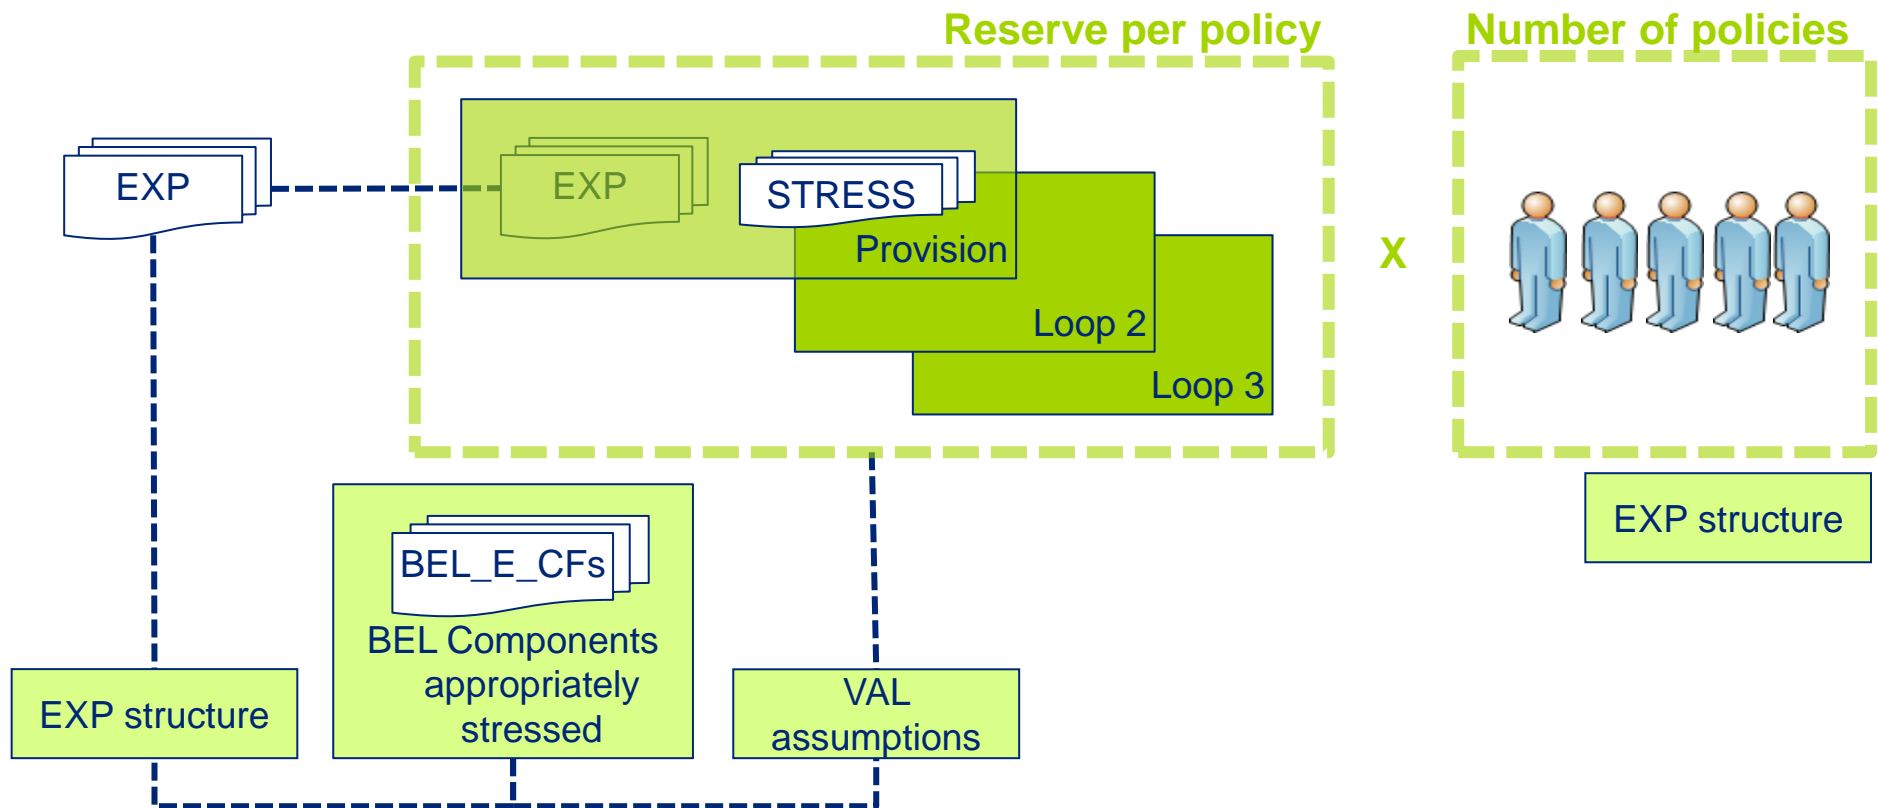 Reserve per policy
Number of policies
EXP
EXP
STRESS
Provision
Loop 2
Loop 3
X
EXP structure
BEL_E_CFs
BEL Components
appropriately
stressed
EXP structure
VAL
assumptions